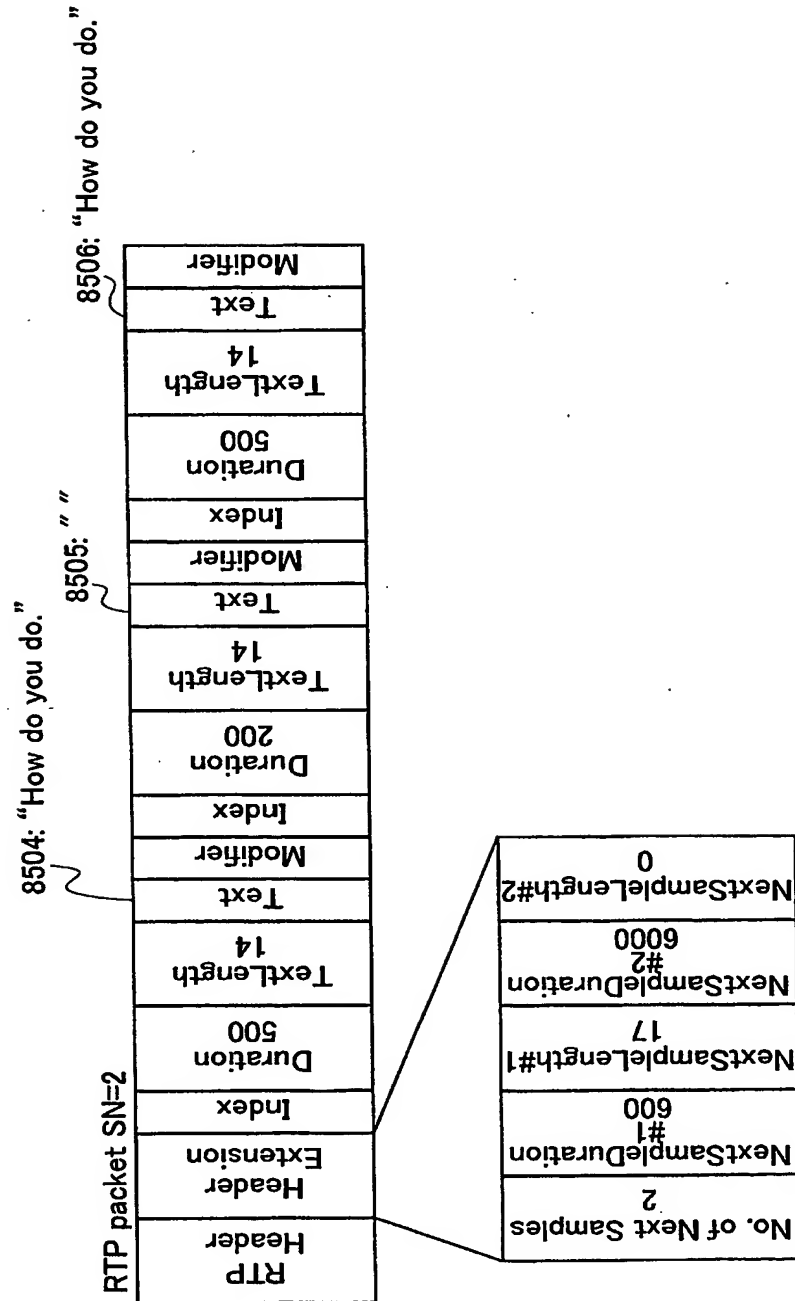 8504: “How do you do.”
8505: “ ”
8506: “How do you do.”
RTP packet SN=2
RTP
Header
Header
Extension
Index
Duration
500
TextLength
14
Text
Modifier
Index
Duration
200
TextLength
14
Text
Modifier
Index
Duration
500
TextLength
14
Text
Modifier
No. of Next Samples
2
NextSampleDuration
#1
600
NextSampleLength#1
17
NextSampleDuration
#2
6000
NextSampleLength#2
0